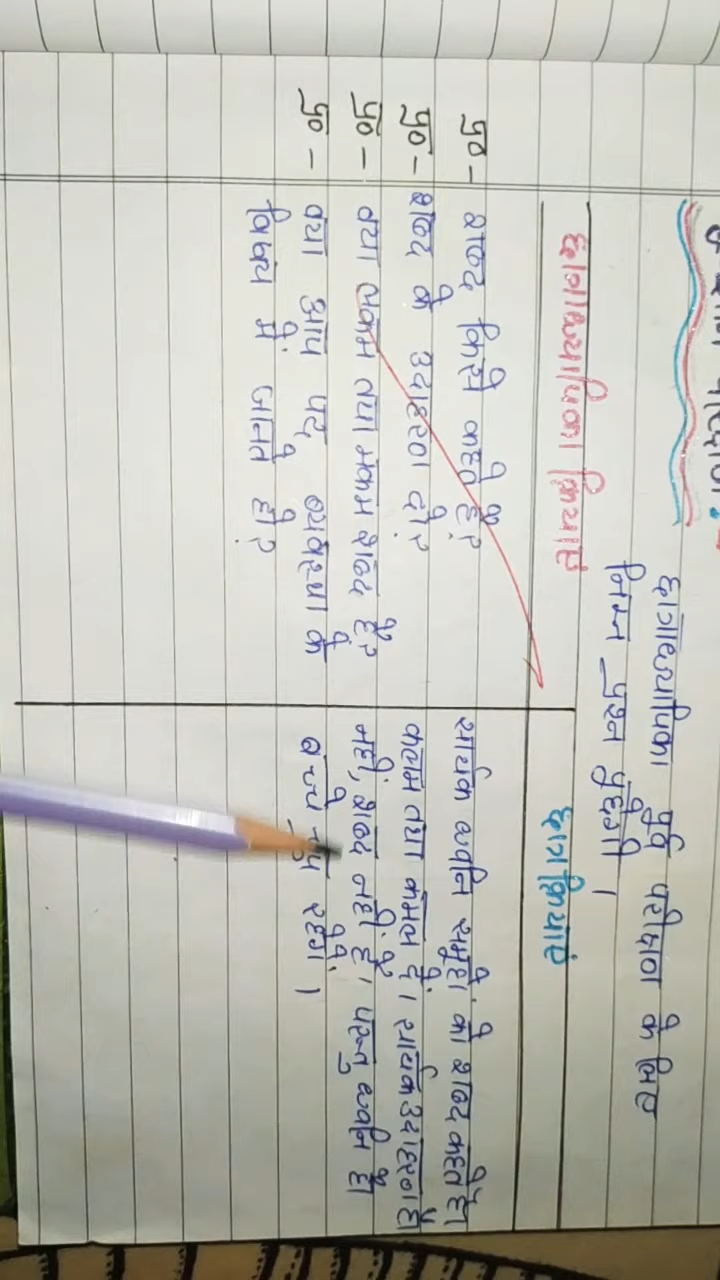 छात्राध्यापिका पूर्व परीक्षण के लिए
निम्न प्रश्न पुछेगी ।
छात्राध्यापिका क्रियाएं
छात्र क्रियाएं
प्र० - शब्द किसे कहते है?
प्र० - शब्द के उदाहरण दो?
प्र० - क्या लकम तथा मकम शब्द है?
प्र० - क्या आप पद व्यवस्था के
विषय में जानते हो?
सार्थक ध्वनि समुहों को शब्द कहते है।
कलम तथा कमल है। सार्थक उदाहरण है।
नही, शब्द नही है। परन्तु ध्वनि है।
बच्चे चुप रहेगें ।